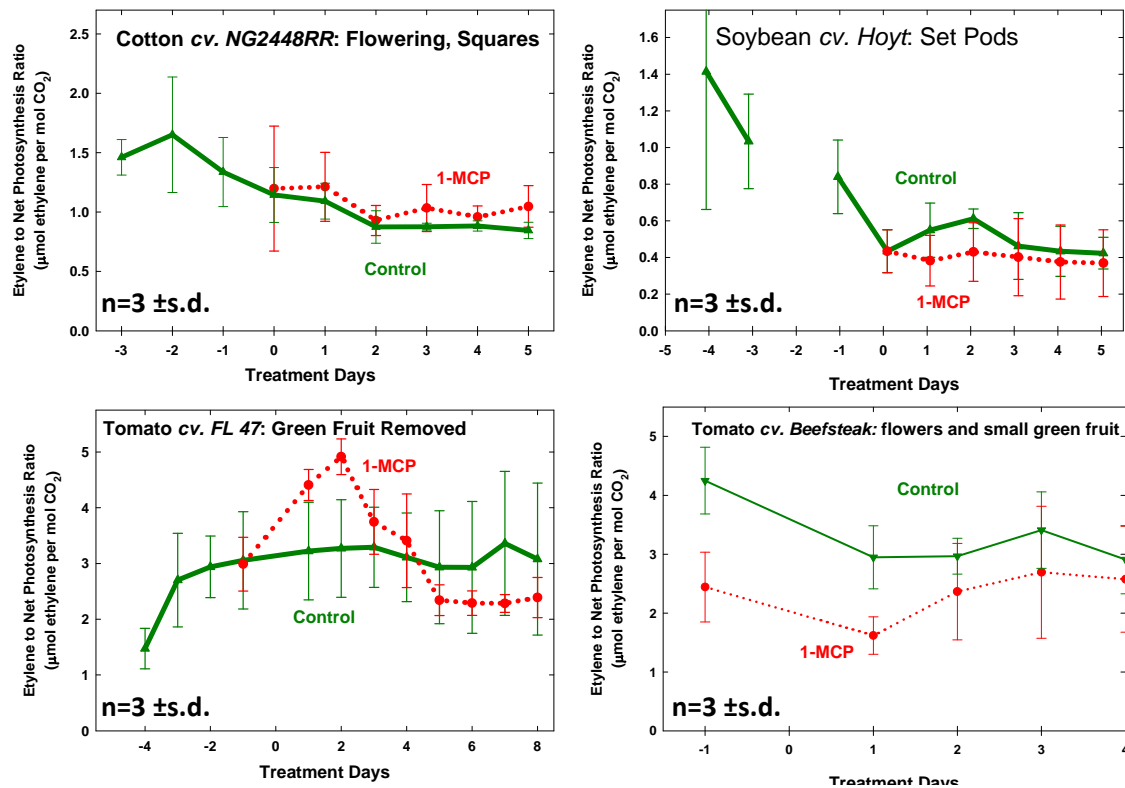 Cotton cv. NG2448RR: Flowering, Squares
Etylene to Net Photosynthesis Ratio
(µmol ethylene per mol CO2)
2.5
2.0
1.5
1.0
0.5
0.0
1-MCP
Control
n=3 ±s.d.
-3 -2 -1 0 1 2 3 4 5
Treatment Days
Soybean cv. Hoyt: Set Pods
Etylene to Net Photosynthesis Ratio
(µmol ethylene per mol CO2)
1.6
1.4
1.2
1.0
0.8
0.6
0.4
0.2
0.0
Control
1-MCP
n=3 ±s.d.
-5 -4 -3 -2 -1 0 1 2 3 4 5
Treatment Days
Tomato cv. FL 47: Green Fruit Removed
Etylene to Net Photosynthesis Ratio
(µmol ethylene per mol CO2)
5
4
3
2
1
0
1-MCP
Control
n=3 ±s.d.
-4 -2 0 2 4 6 8
Treatment Days
Tomato cv. Beefsteak: flowers and small green fruit
Etylene to Net Photosynthesis Ratio
(µmol ethylene per mol CO2)
5
4
3
2
1
0
Control
1-MCP
n=3 ±s.d.
-1 0 1 2 3 4
Treatment Days